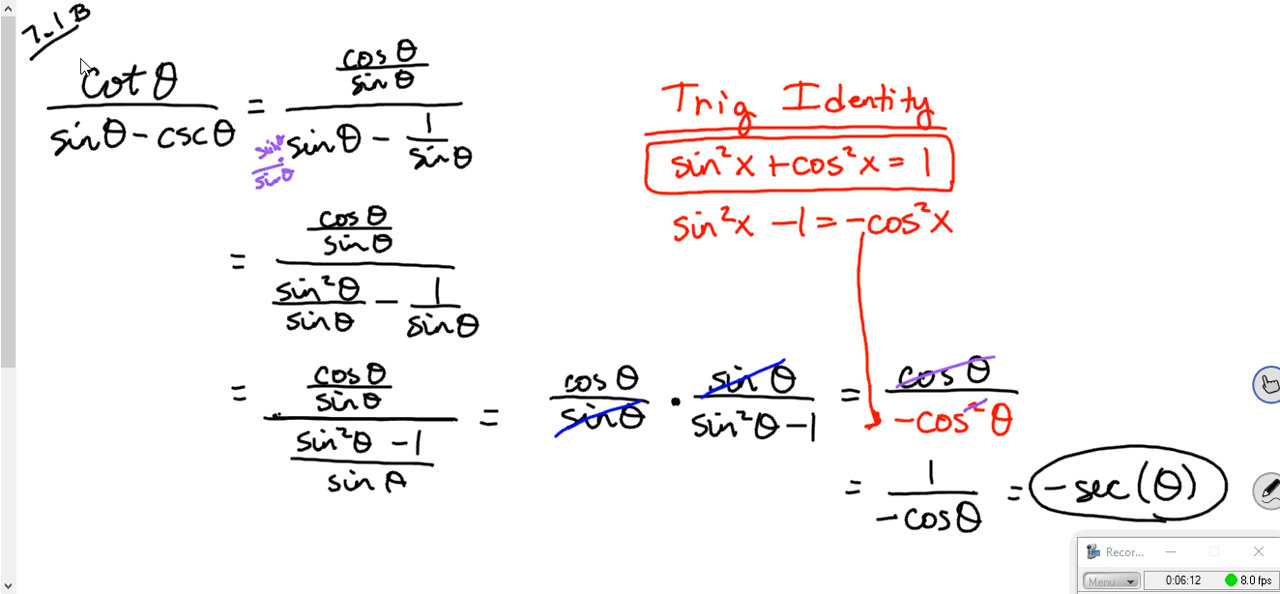 7.1B
cot θ / (sin θ − csc θ) = (cos θ / sin θ) / (sin θ − 1 / sin θ)
sin θ / sin θ
= (cos θ / sin θ) / (sin²θ / sin θ − 1 / sin θ)
= (cos θ / sin θ) / ((sin²θ − 1) / sin θ) = cos θ / sin θ · sin θ / (sin²θ − 1) = cos θ / −cos²θ
= 1 / −cos θ = −sec(θ)
Trig Identity
sin²x + cos²x = 1
sin²x − 1 = −cos²x
Recor...
Menu
0:06:12
8.0 fps